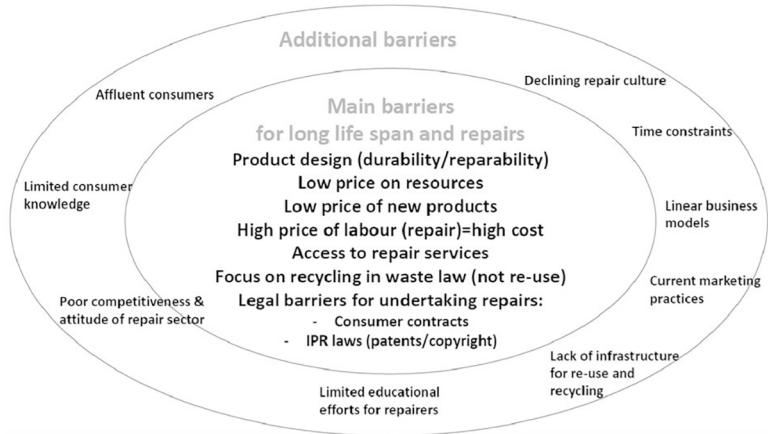 Additional barriers
Affluent consumers
Declining repair culture
Main barriers
for long life span and repairs
Time constraints
Product design (durability/reparability)
Low price on resources
Low price of new products
High price of labour (repair)=high cost
Access to repair services
Focus on recycling in waste law (not re-use)
Legal barriers for undertaking repairs:
- Consumer contracts
- IPR laws (patents/copyright)
Limited consumer
knowledge
Linear business
models
Current marketing
practices
Poor competitiveness &
attitude of repair sector
Lack of infrastructure
for re-use and
recycling
Limited educational
efforts for repairers